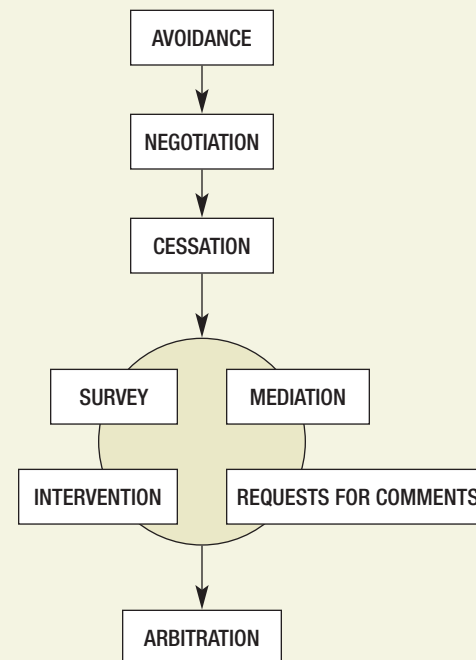 AVOIDANCE
NEGOTIATION
CESSATION
SURVEY
MEDIATION
INTERVENTION
REQUESTS FOR COMMENTS
ARBITRATION